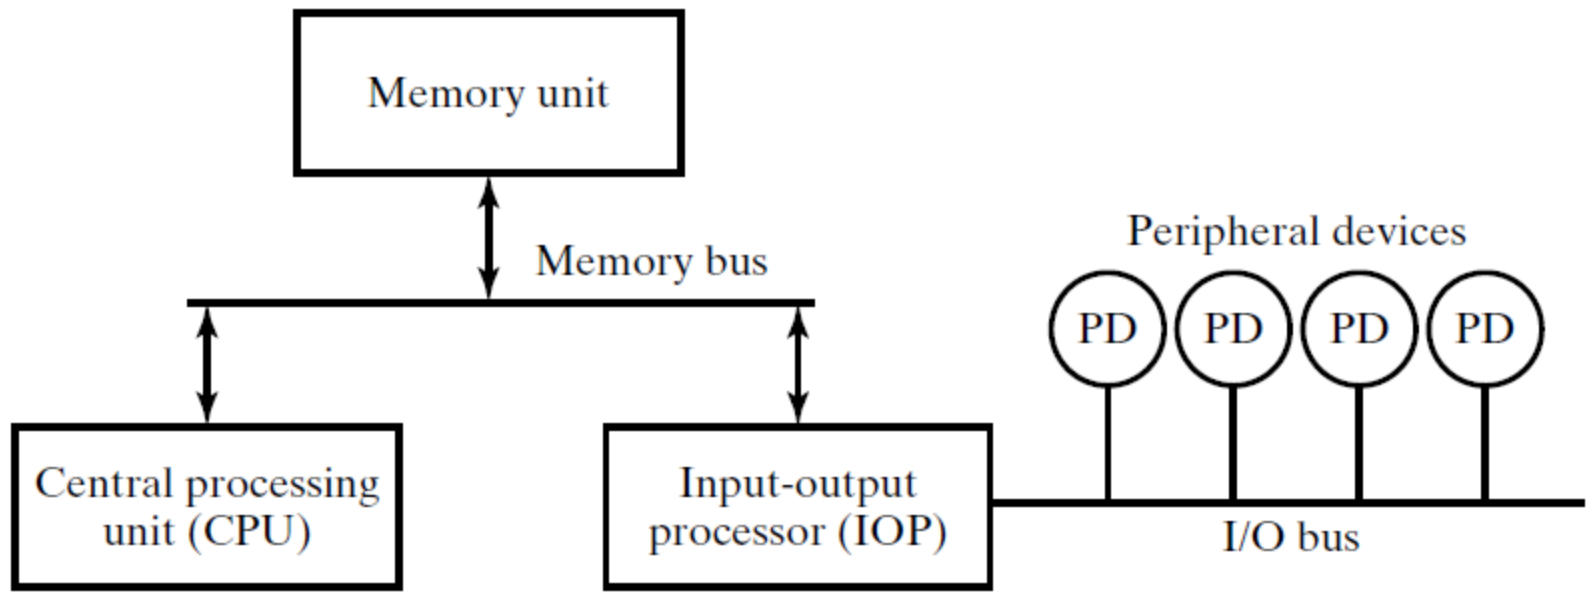 Memory unit
Memory bus
Peripheral devices
PD PD PD PD
Central processing
unit (CPU)
Input-output
processor (IOP)
I/O bus